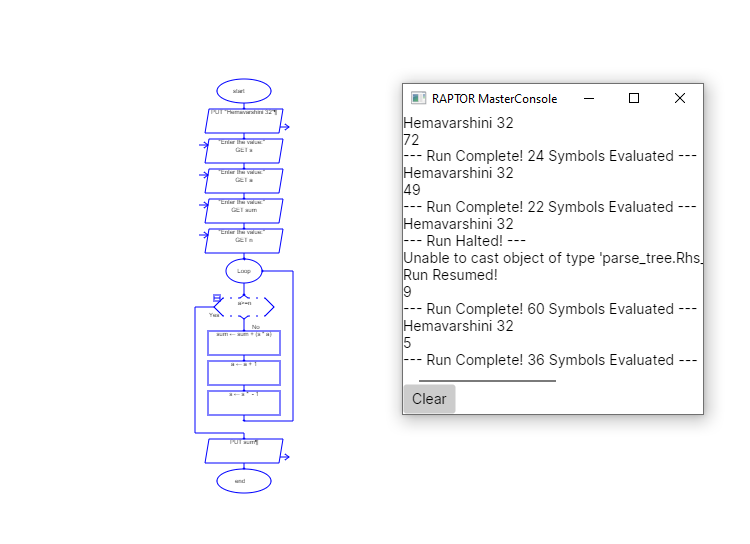 start
PUT "Hemavarshini 32"¶
"Enter the value:"
GET s
"Enter the value:"
GET a
"Enter the value:"
GET sum
"Enter the value:"
GET n
Loop
a>=n
Yes
No
sum ← sum + (s * a)
a ← a + 1
s ← s * - 1
PUT sum¶
end
RAPTOR MasterConsole
Hemavarshini 32
72
--- Run Complete! 24 Symbols Evaluated ---
Hemavarshini 32
49
--- Run Complete! 22 Symbols Evaluated ---
Hemavarshini 32
--- Run Halted! ---
Unable to cast object of type 'parse_tree.Rhs_
Run Resumed!
9
--- Run Complete! 60 Symbols Evaluated ---
Hemavarshini 32
5
--- Run Complete! 36 Symbols Evaluated ---
Clear